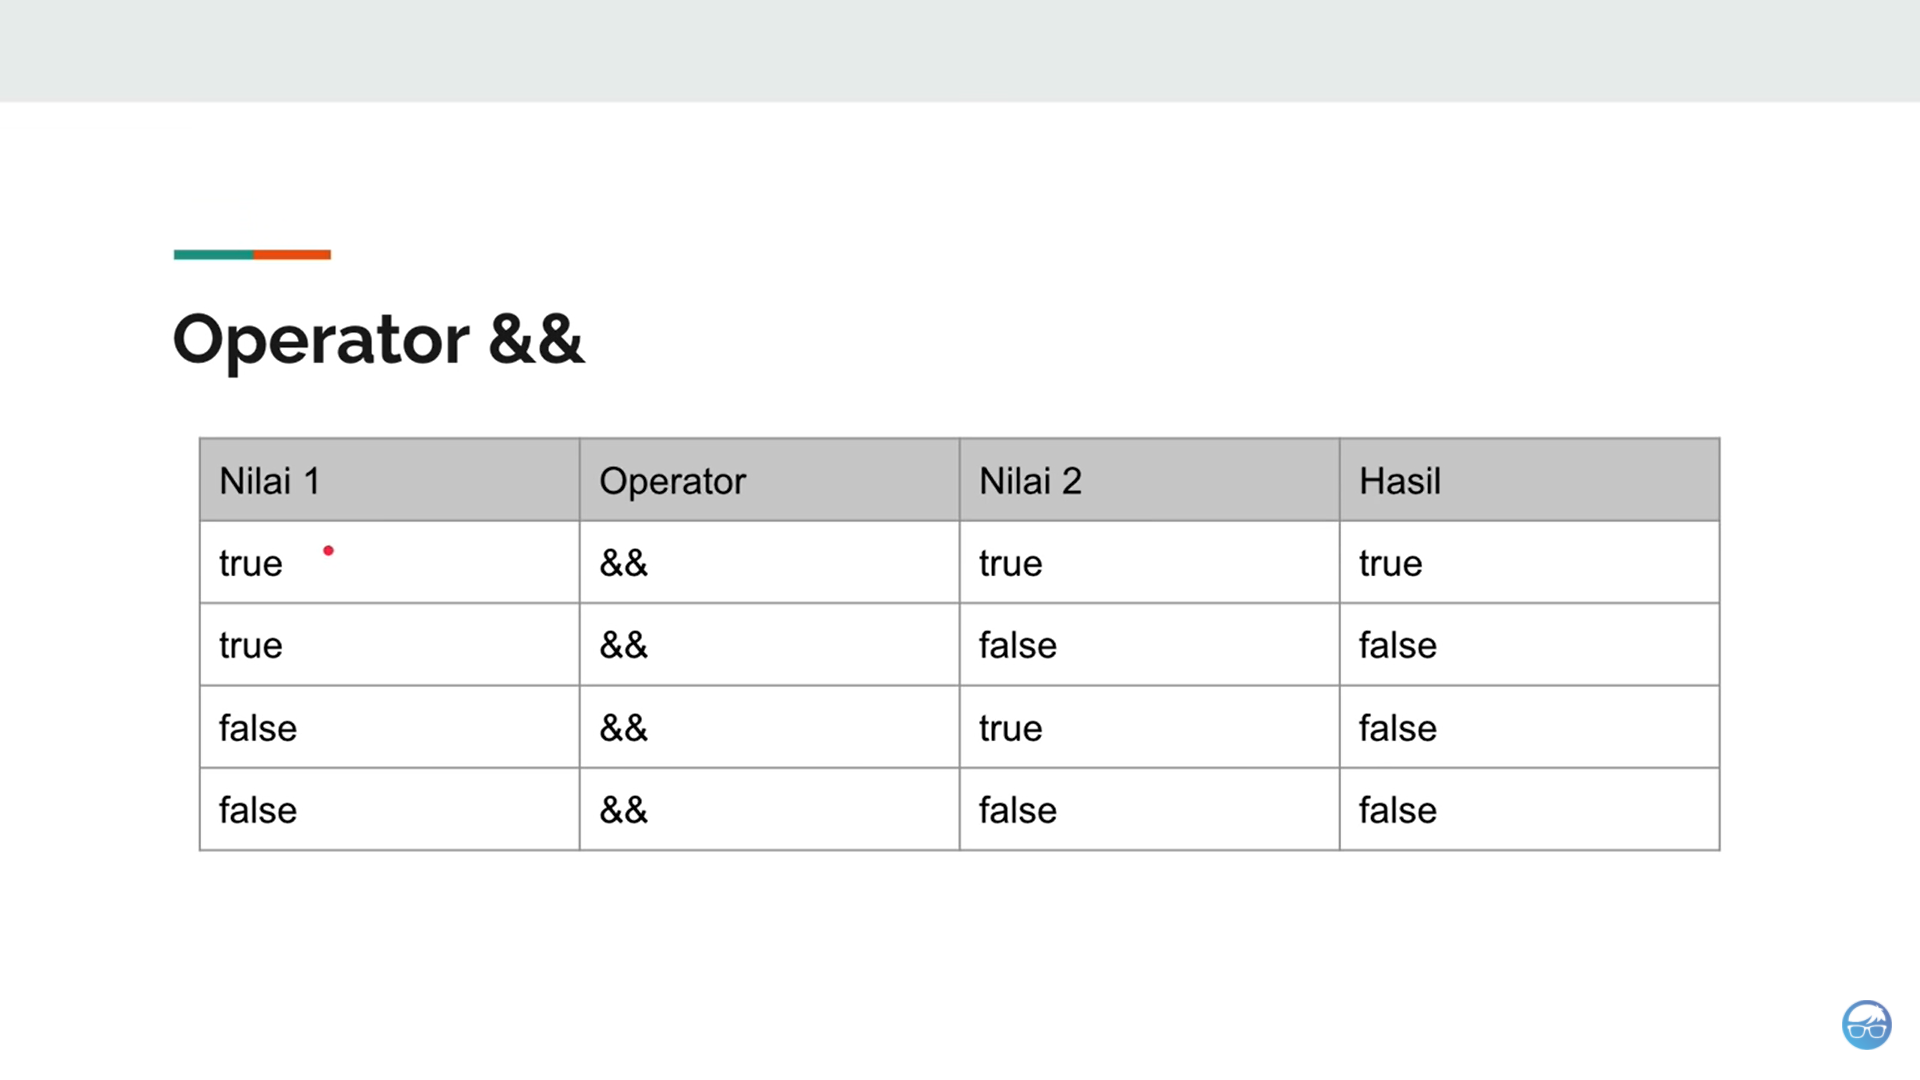 Operator &&
Nilai 1 Operator Nilai 2 Hasil
true && true true
true && false false
false && true false
false && false false